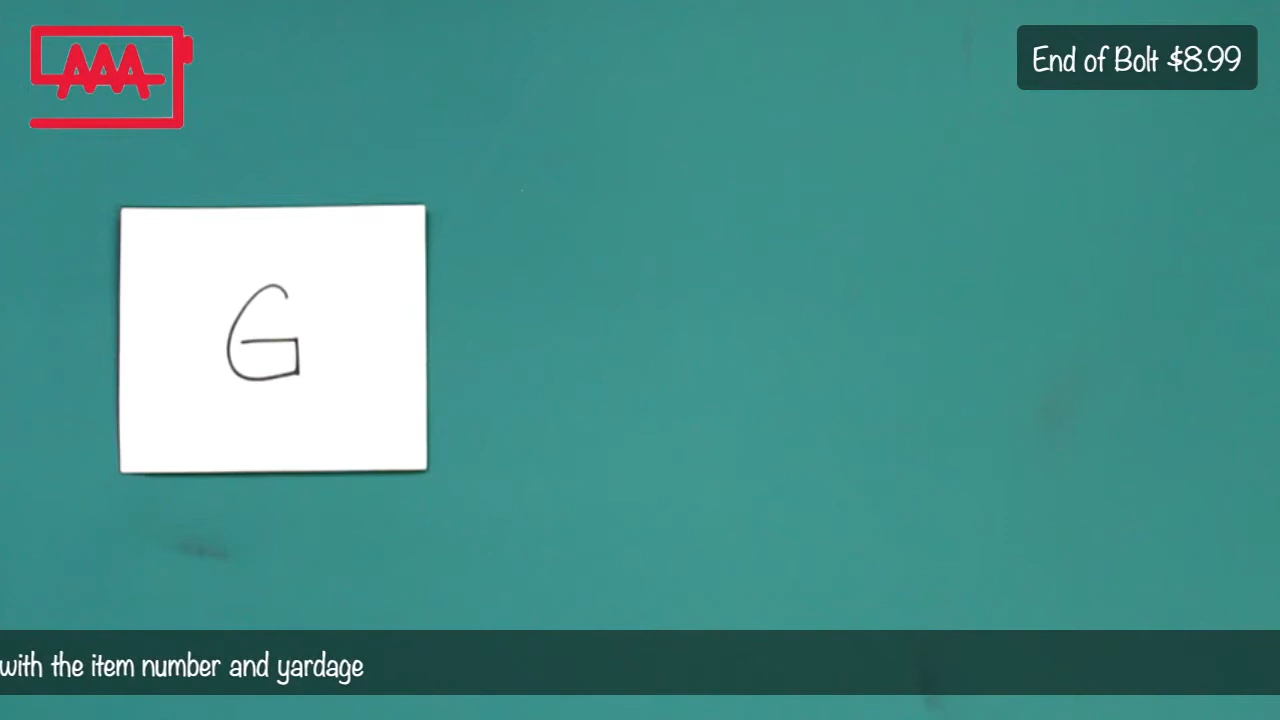 AAA
End of Bolt $8.99
G
with the item number and yardage